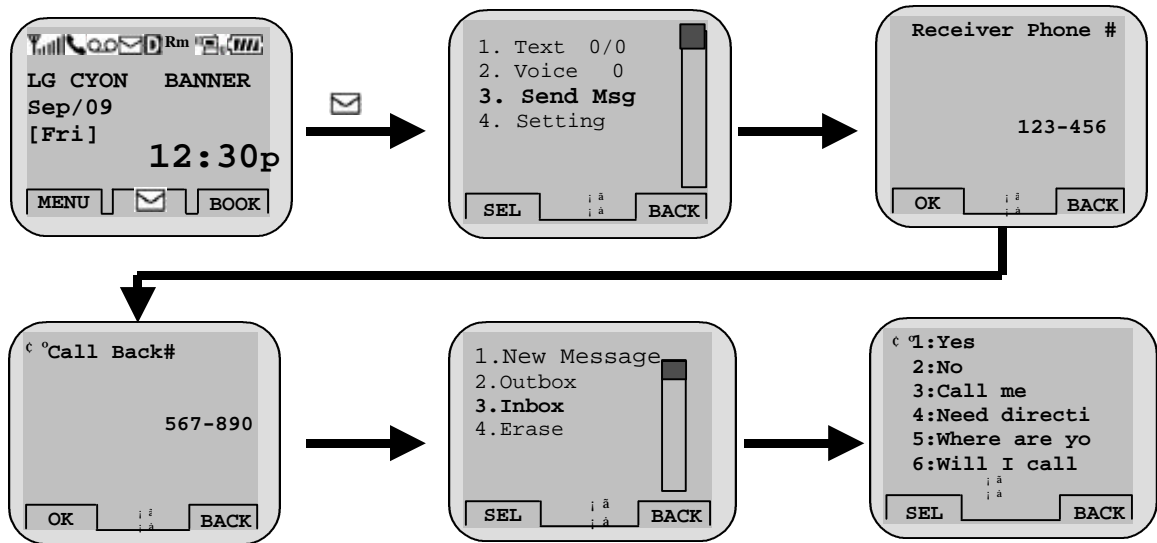 Rm
LG CYON BANNER
Sep/09
[Fri]
12:30p
MENU BOOK
1. Text 0/0
2. Voice 0
3. Send Msg
4. Setting
¡ ã
SEL ¡ à BACK
Receiver Phone #
123-456
¡ ã
OK ¡ à BACK
¢ º Call Back#
567-890
¡ ã
OK ¡ à BACK
1.New Message
2.Outbox
3.Inbox
4.Erase
¡ ã
SEL ¡ à BACK
¢ º 1:Yes
2:No
3:Call me
4:Need directi
5:Where are yo
6:Will I call
¡ ã
¡ à
SEL BACK